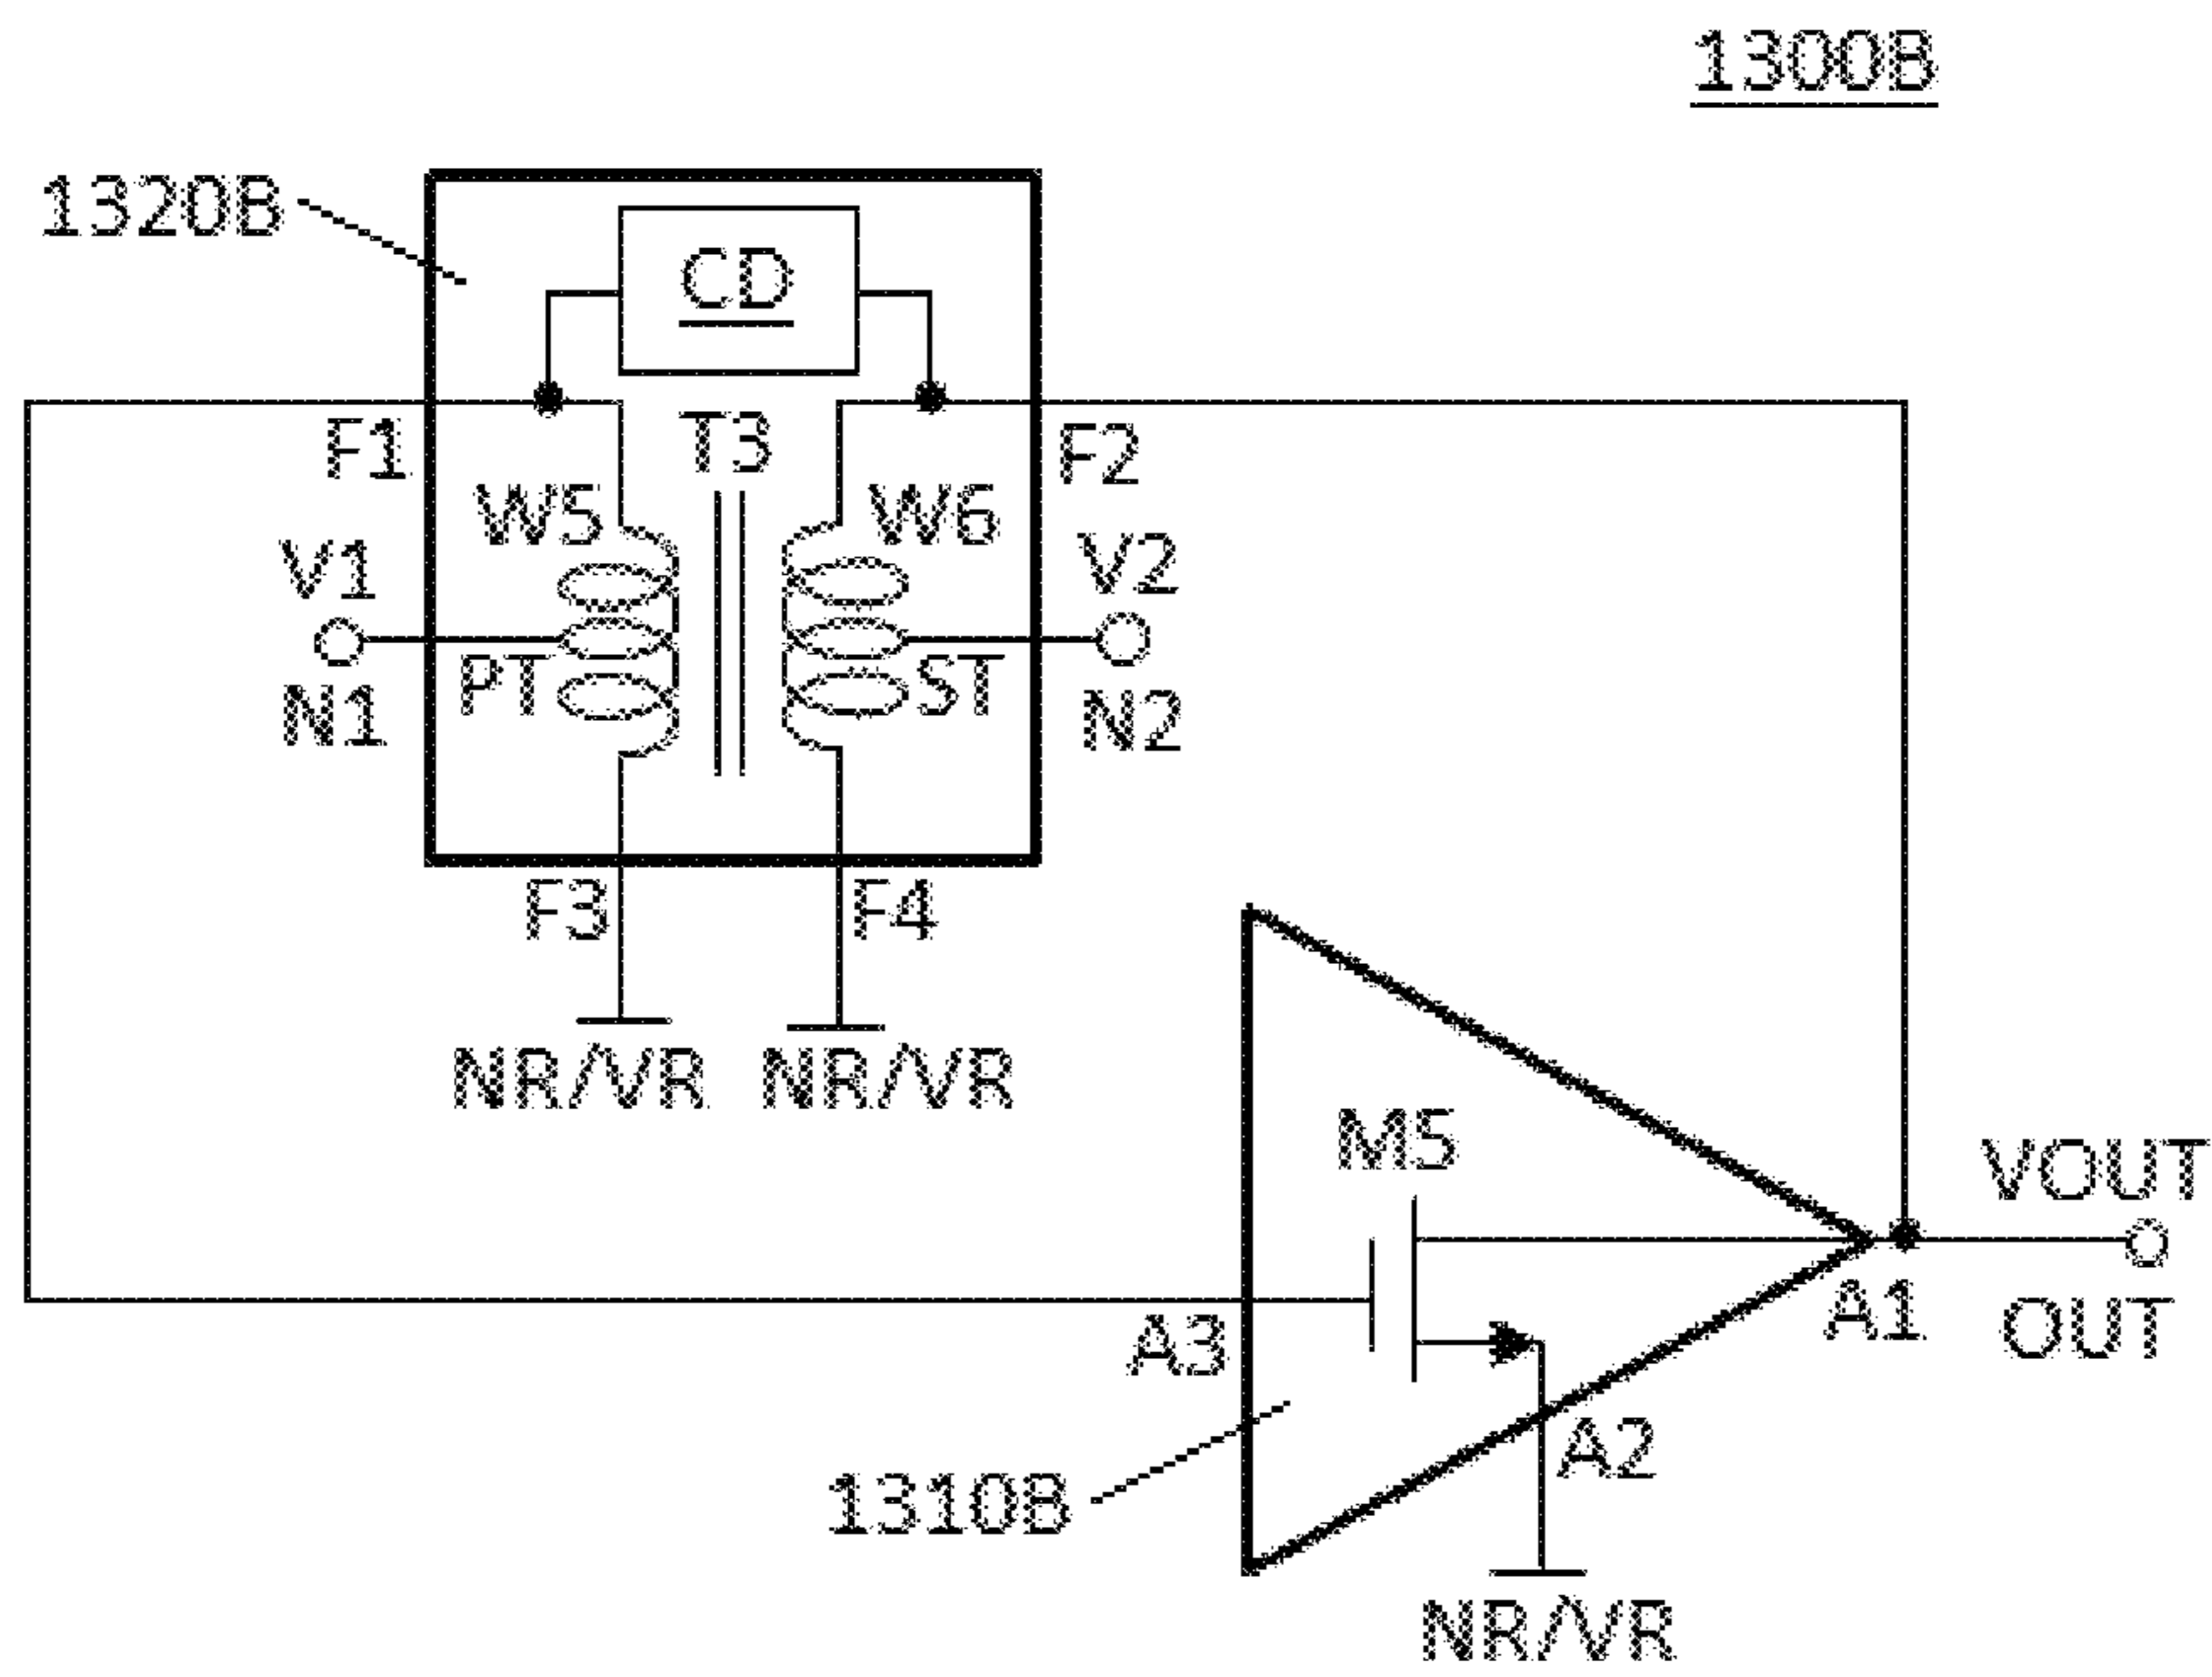 1300B
1320B
CD
F1
T3
F2
W5
W6
V1
V2
PT
ST
N1
N2
F3
F4
NR/VR
NR/VR
M5
VOUT
A3
A1
OUT
A2
1310B
NR/VR